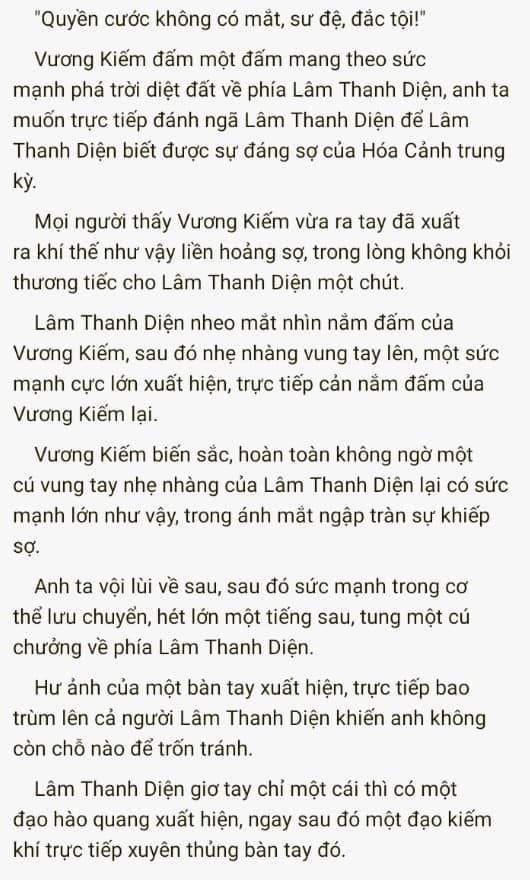 "Quyền cước không có mắt, sư đệ, đắc tội!"
Vương Kiếm đấm một đấm mang theo sức
mạnh phá trời diệt đất về phía Lâm Thanh Diện, anh ta
muốn trực tiếp đánh ngã Lâm Thanh Diện để Lâm
Thanh Diện biết được sự đáng sợ của Hóa Cảnh trung
kỳ.
Mọi người thấy Vương Kiếm vừa ra tay đã xuất
ra khí thế như vậy liền hoảng sợ, trong lòng không khỏi
thương tiếc cho Lâm Thanh Diện một chút.
Lâm Thanh Diện nheo mắt nhìn nắm đấm của
Vương Kiếm, sau đó nhẹ nhàng vung tay lên, một sức
mạnh cực lớn xuất hiện, trực tiếp cản nắm đấm của
Vương Kiếm lại.
Vương Kiếm biến sắc, hoàn toàn không ngờ một
cú vung tay nhẹ nhàng của Lâm Thanh Diện lại có sức
mạnh lớn như vậy, trong ánh mắt ngập tràn sự khiếp
sợ.
Anh ta vội lùi về sau, sau đó sức mạnh trong cơ
thể lưu chuyển, hét lớn một tiếng sau, tung một cú
chưởng về phía Lâm Thanh Diện.
Hư ảnh của một bàn tay xuất hiện, trực tiếp bao
trùm lên cả người Lâm Thanh Diện khiến anh không
còn chỗ nào để trốn tránh.
Lâm Thanh Diện giơ tay chỉ một cái thì có một
đạo hào quang xuất hiện, ngay sau đó một đạo kiếm
khí trực tiếp xuyên thủng bàn tay đó.